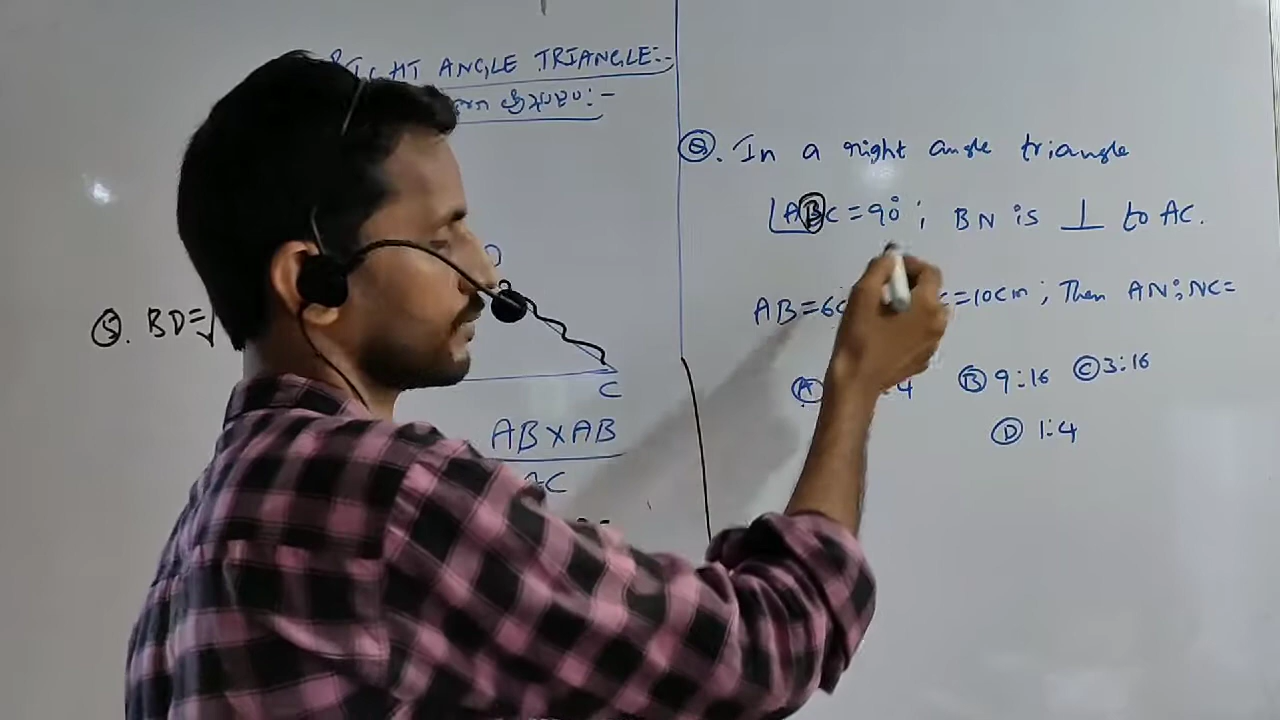 RIGHT ANGLE TRIANGLE:-
:-
Q. BD=√
D
C
AB×AB
Q. In a right angle triangle
∠ABC=90°; BN is ⊥ to AC.
AB=6c =10cm; Then AN:NC=
A 4 B 9:16 C 3:16
D 1:4